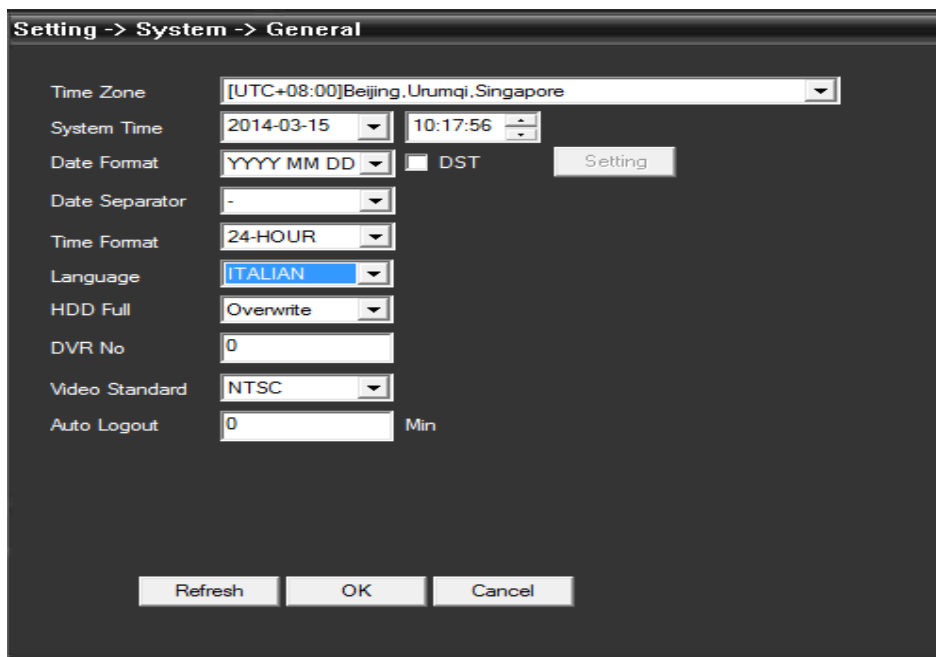 Setting -> System -> General
Time Zone [UTC+08:00]Beijing,Urumqi,Singapore
System Time 2014-03-15 10:17:56
Date Format YYYY MM DD DST Setting
Date Separator -
Time Format 24-HOUR
Language ITALIAN
HDD Full Overwrite
DVR No 0
Video Standard NTSC
Auto Logout 0 Min
Refresh OK Cancel